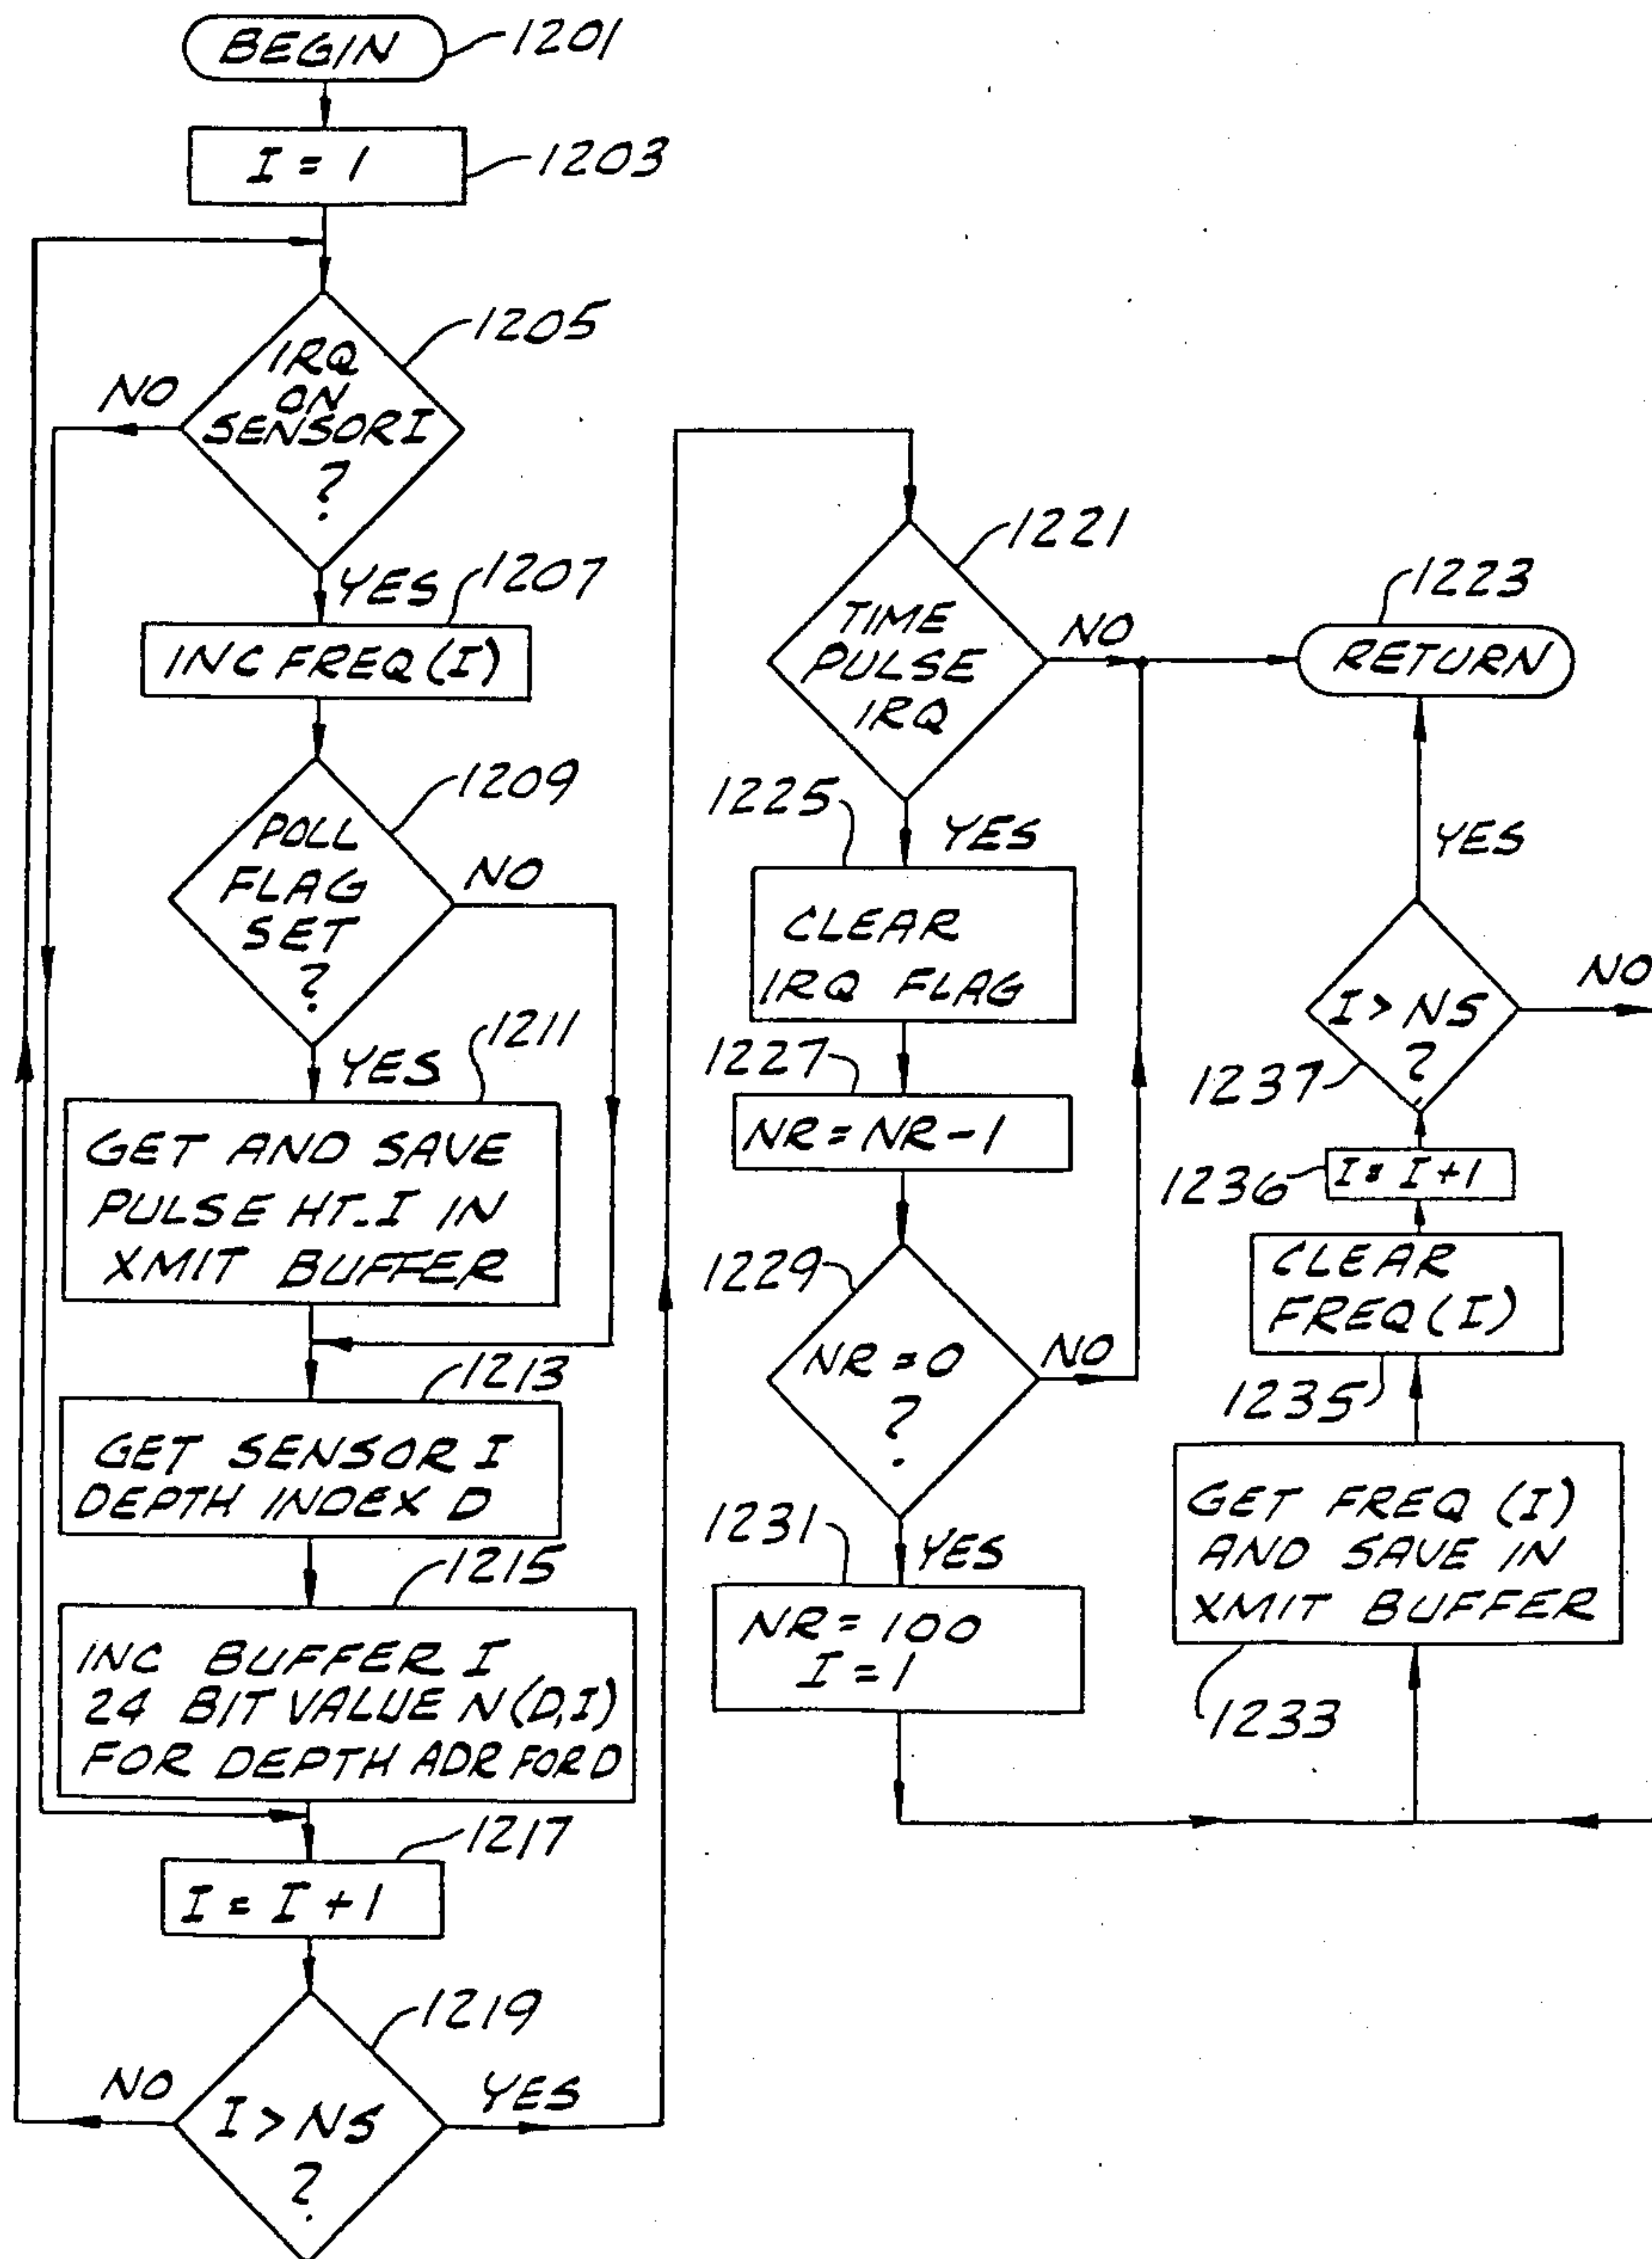 BEGIN
1201
I = 1
1203
IRQ
ON
SENSOR I
?
1205
NO
YES
1207
INC FREQ (I)
1209
POLL
FLAG
SET
?
NO
YES
1211
GET AND SAVE
PULSE HT. I IN
XMIT BUFFER
1213
GET SENSOR I
DEPTH INDEX D
1215
INC BUFFER I
24 BIT VALUE N(D,I)
FOR DEPTH ADR FOR D
1217
I = I + 1
1219
I > NS
?
NO
YES
1221
TIME
PULSE
IRQ
NO
YES
1223
RETURN
1225
CLEAR
IRQ FLAG
1227
NR = NR - 1
1229
NR = 0
?
NO
YES
1231
NR = 100
I = 1
YES
I > NS
?
NO
1237
1236
I = I + 1
CLEAR
FREQ (I)
1235
GET FREQ (I)
AND SAVE IN
XMIT BUFFER
1233